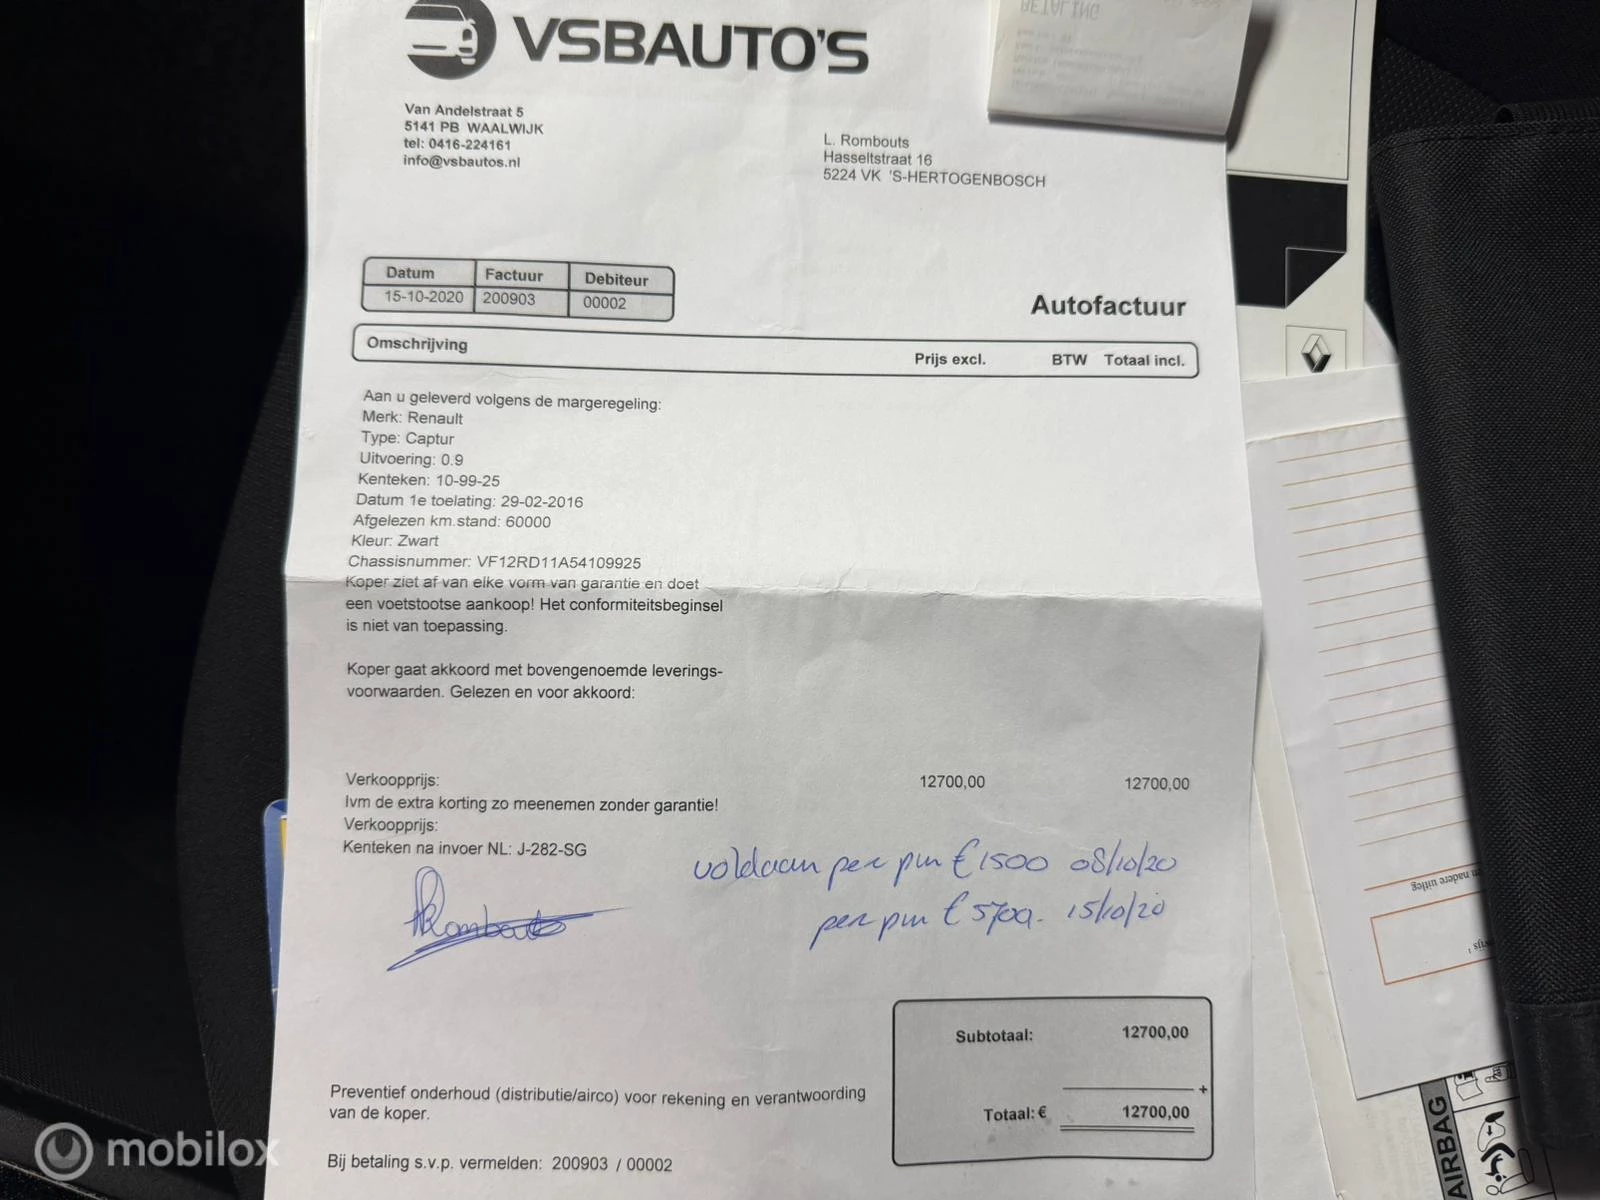 VSBAUTO'S
BETALING
Van Andelstraat 5
5141 PB WAALWIJK
tel: 0416-224161
info@vsbautos.nl
L. Rombouts
Hasseltstraat 16
5224 VK 'S-HERTOGENBOSCH
Datum Factuur Debiteur
15-10-2020 200903 00002
Autofactuur
Omschrijving Prijs excl. BTW Totaal incl.
Aan u geleverd volgens de margeregeling:
Merk: Renault
Type: Captur
Uitvoering: 0.9
Kenteken: 10-99-25
Datum 1e toelating: 29-02-2016
Afgelezen km.stand: 60000
Kleur: Zwart
Chassisnummer: VF12RD11A54109925
Koper ziet af van elke vorm van garantie en doet
een voetstootse aankoop! Het conformiteitsbeginsel
is niet van toepassing.
Koper gaat akkoord met bovengenoemde leverings-
voorwaarden. Gelezen en voor akkoord:
Verkoopprijs: 12700,00 12700,00
Ivm de extra korting zo meenemen zonder garantie!
Verkoopprijs:
Kenteken na invoer NL: J-282-SG
voldaan per pin € 1500 08/10/20
per pin € 5700.- 15/10/20
Subtotaal: 12700,00
+
Totaal: € 12700,00
Preventief onderhoud (distributie/airco) voor rekening en verantwoording
van de koper.
Bij betaling s.v.p. vermelden: 200903 / 00002
nadere uitleg
AIRBAG
mobilox